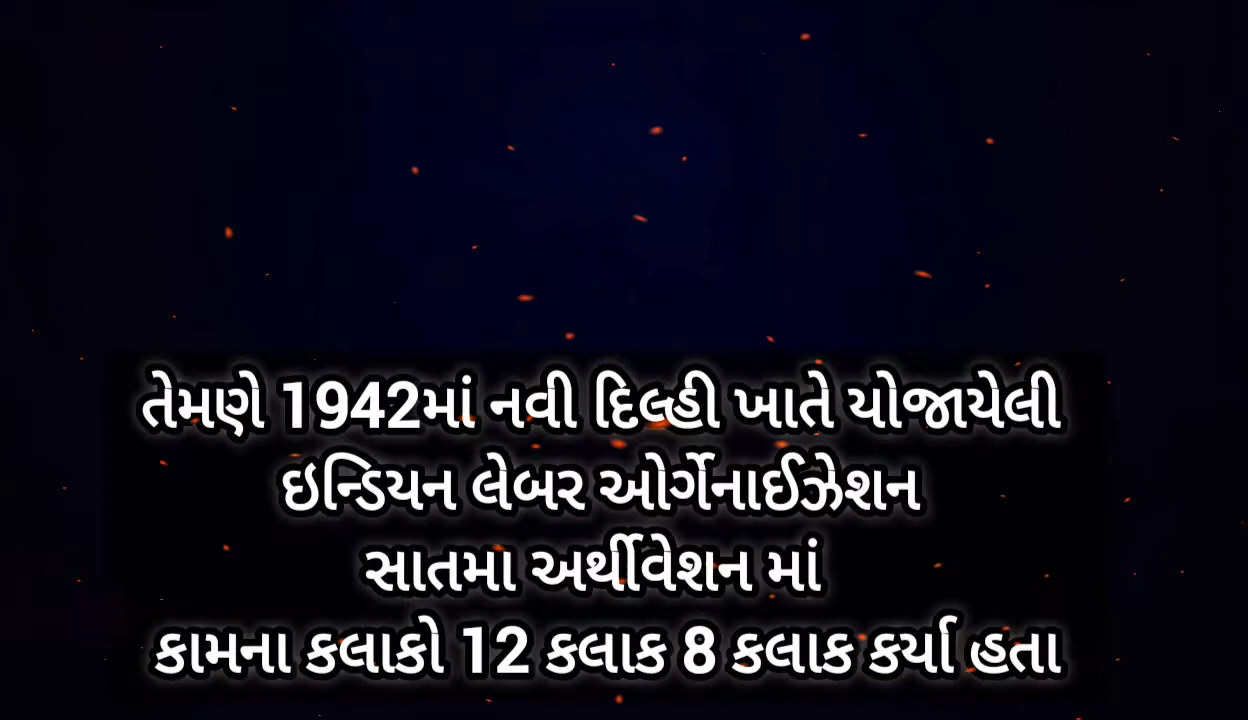 તેમણે 1942માં નવી દિલ્હી ખાતે યોજાયેલી
ઇન્ડિયન લેબર ઓર્ગેનાઈઝેશન
સાતમા અર્થીવેશન માં
કામના કલાકો 12 કલાક 8 કલાક કર્યા હતા